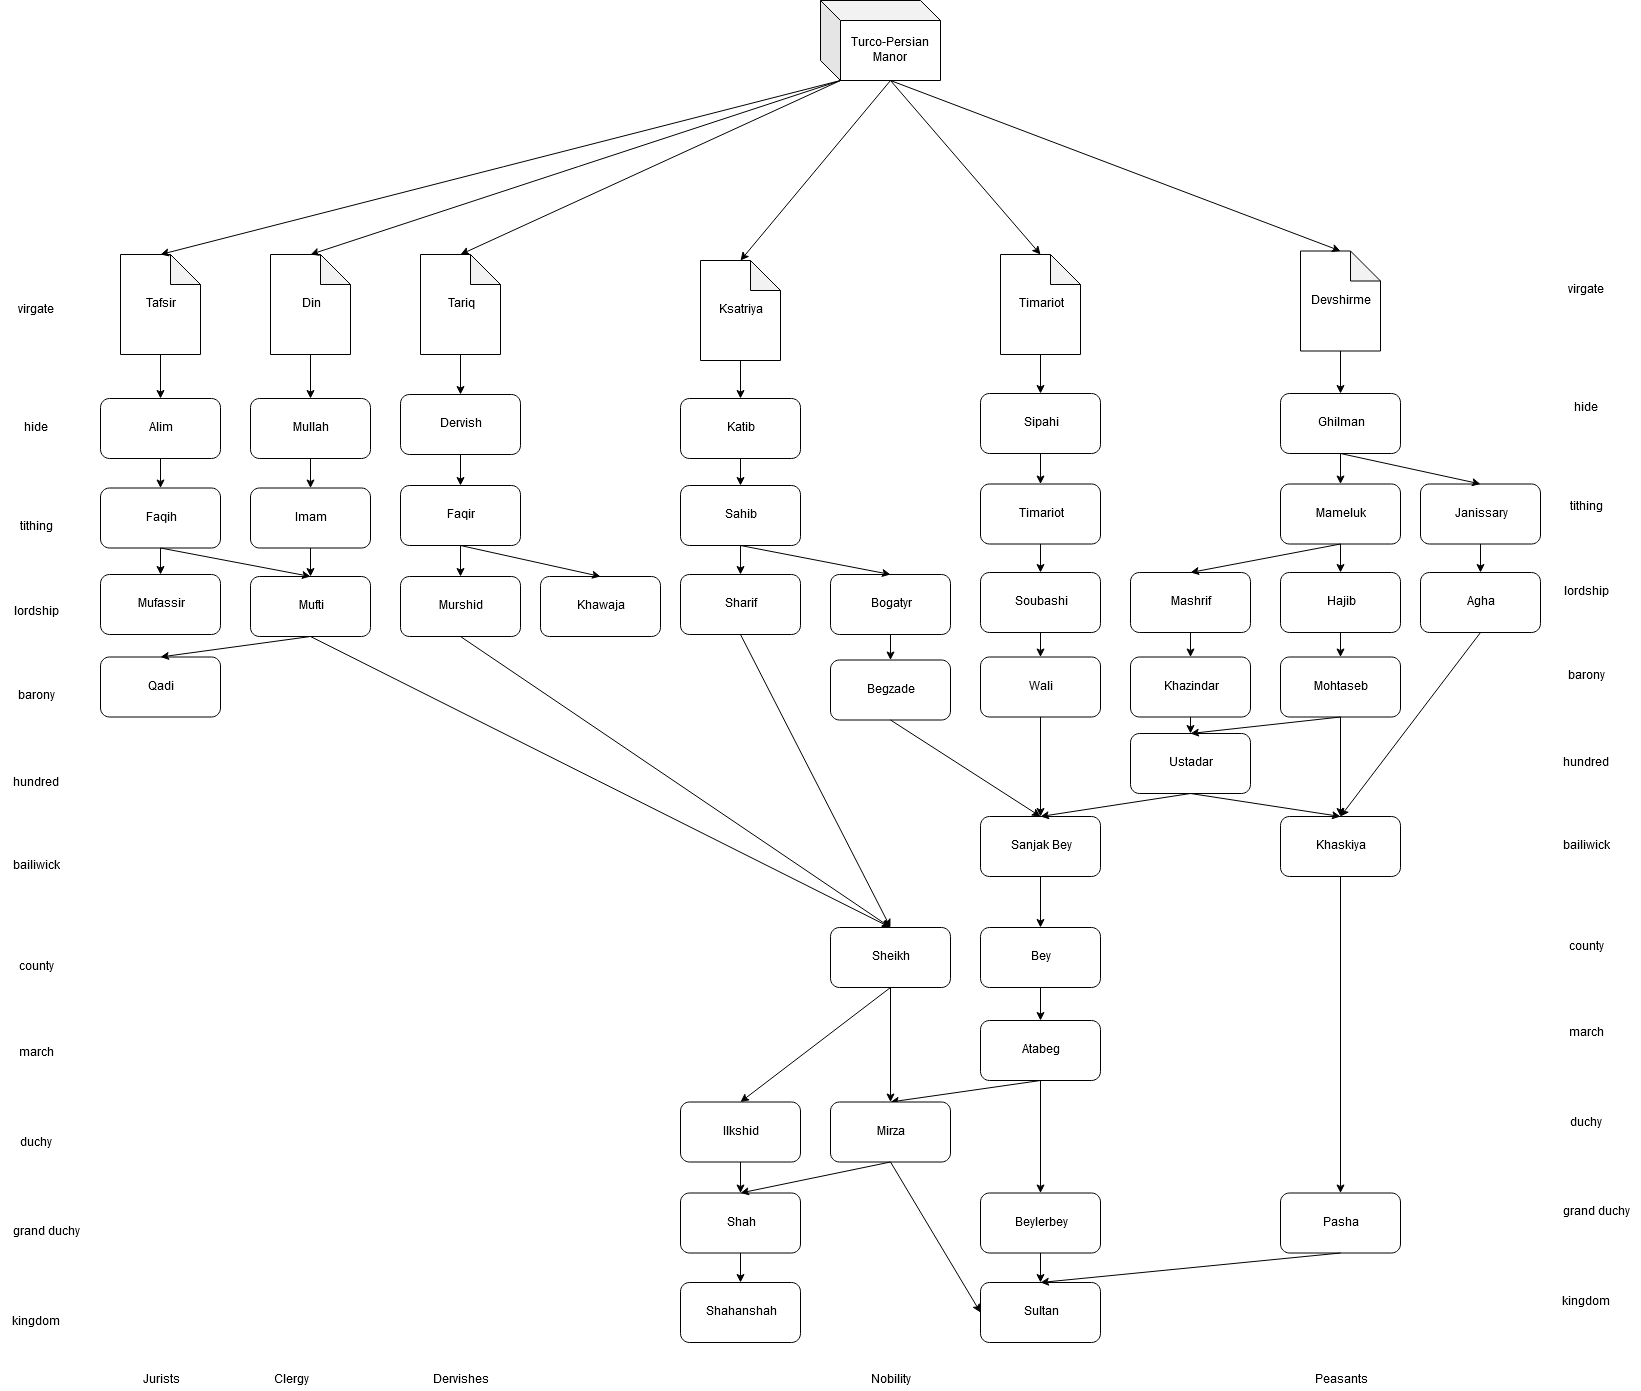 Turco-Persian
Manor
virgate
Tafsir
Din
Tariq
Ksatriya
Timariot
Devshirme
virgate
hide
Alim
Mullah
Dervish
Katib
Sipahi
Ghilman
hide
tithing
Faqih
Imam
Faqir
Sahib
Timariot
Mameluk
Janissary
tithing
lordship
Mufassir
Mufti
Murshid
Khawaja
Sharif
Bogatyr
Soubashi
Mashrif
Hajib
Agha
lordship
barony
Qadi
Begzade
Wali
Khazindar
Mohtaseb
barony
hundred
Ustadar
hundred
bailiwick
Sanjak Bey
Khaskiya
bailiwick
county
Sheikh
Bey
county
march
Atabeg
march
duchy
Ilkshid
Mirza
duchy
grand duchy
Shah
Beylerbey
Pasha
grand duchy
kingdom
Shahanshah
Sultan
kingdom
Jurists
Clergy
Dervishes
Nobility
Peasants